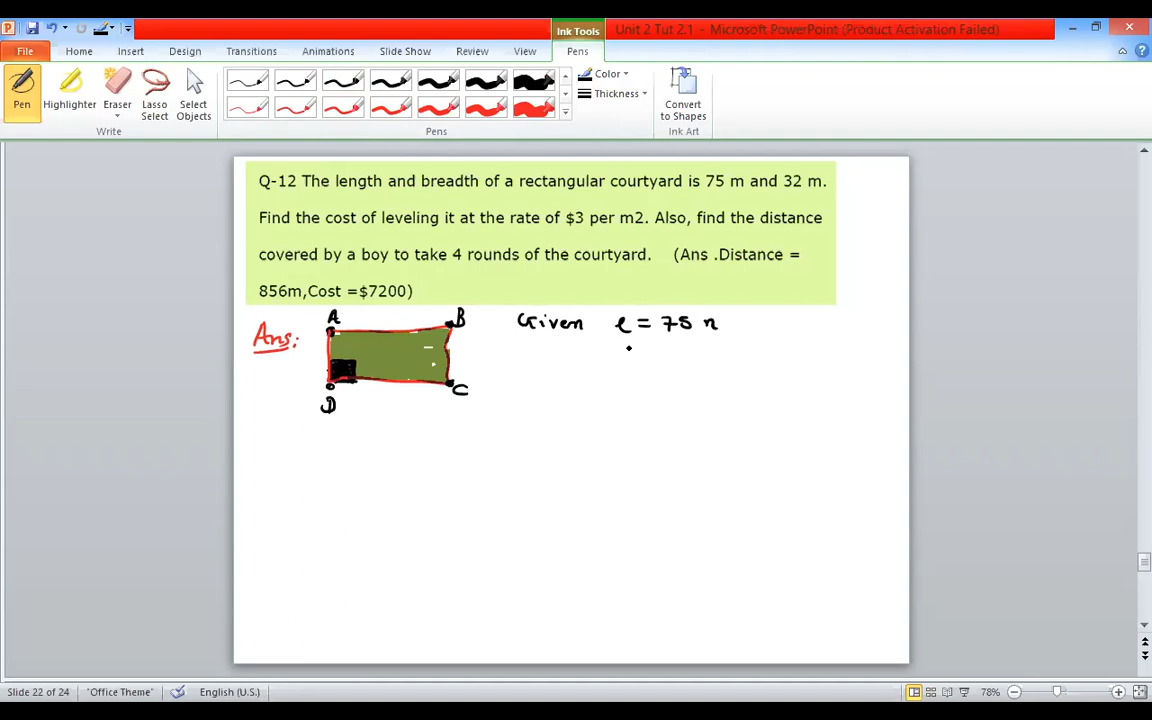 Ink Tools
Unit 2 Tut 2.1 - Microsoft PowerPoint (Product Activation Failed)
File Home Insert Design Transitions Animations Slide Show Review View Pens
Pen Highlighter Eraser Lasso Select Select Objects
Color
Thickness
Convert to Shapes
Write Pens Ink Art
Q-12 The length and breadth of a rectangular courtyard is 75 m and 32 m.
Find the cost of leveling it at the rate of $3 per m2. Also, find the distance
covered by a boy to take 4 rounds of the courtyard. (Ans .Distance =
856m,Cost =$7200)
Ans:
A B
D C
Given l = 75 m
Slide 22 of 24 "Office Theme" English (U.S.) 78%